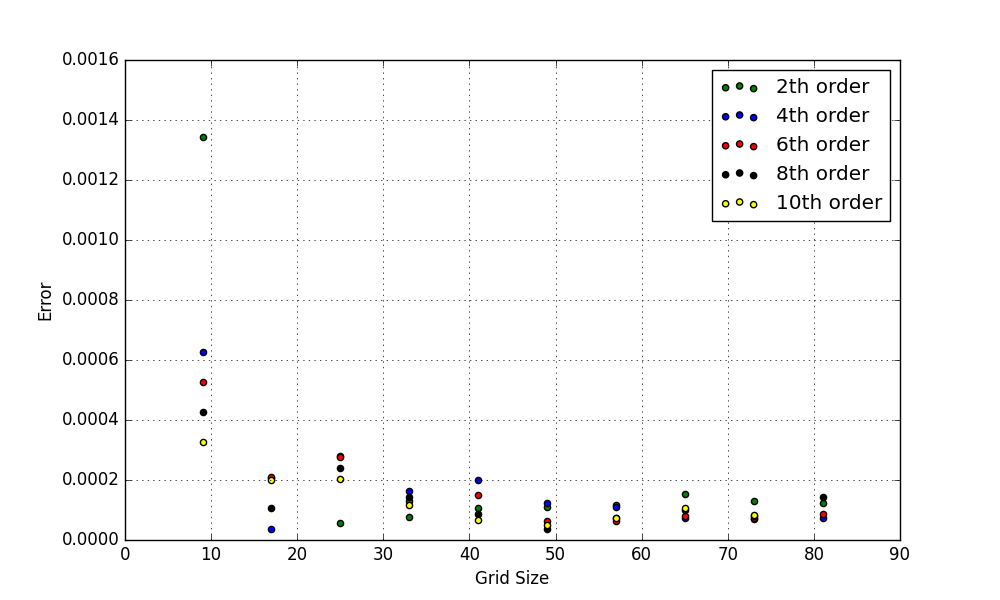 0.0016
0.0014
0.0012
0.0010
0.0008
0.0006
0.0004
0.0002
0.0000
Error
0 10 20 30 40 50 60 70 80 90
Grid Size
2th order
4th order
6th order
8th order
10th order